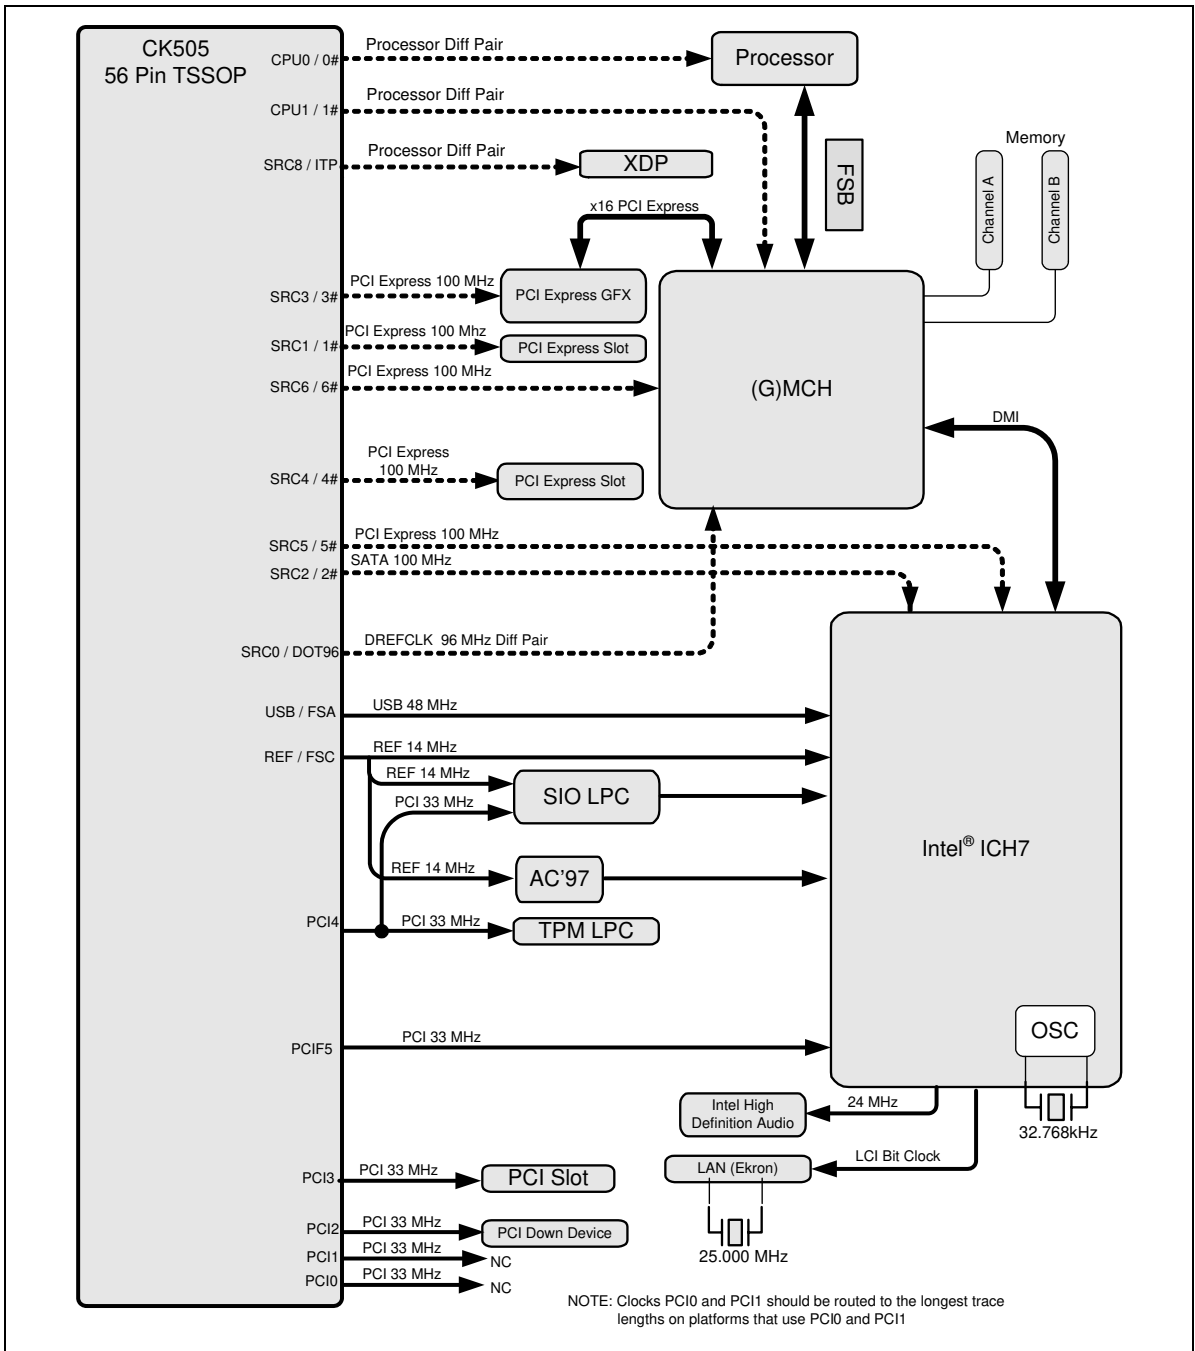 CK505
56 Pin TSSOP
CPU0 / 0#
Processor Diff Pair
Processor
CPU1 / 1#
Processor Diff Pair
Memory
SRC8 / ITP
Processor Diff Pair
XDP
FSB
Channel A
Channel B
x16 PCI Express
SRC3 / 3#
PCI Express 100 MHz
PCI Express GFX
SRC1 / 1#
PCI Express 100 Mhz
PCI Express Slot
SRC6 / 6#
PCI Express 100 MHz
(G)MCH
DMI
SRC4 / 4#
PCI Express
100 MHz
PCI Express Slot
SRC5 / 5#
PCI Express 100 MHz
SRC2 / 2#
SATA 100 MHz
SRC0 / DOT96
DREFCLK 96 MHz Diff Pair
USB / FSA
USB 48 MHz
REF / FSC
REF 14 MHz
REF 14 MHz
PCI 33 MHz
SIO LPC
Intel® ICH7
REF 14 MHz
AC'97
PCI4
PCI 33 MHz
TPM LPC
OSC
PCIF5
PCI 33 MHz
Intel High
Definition Audio
24 MHz
32.768kHz
LAN (Ekron)
LCI Bit Clock
PCI3
PCI 33 MHz
PCI Slot
PCI2
PCI 33 MHz
PCI Down Device
25.000 MHz
PCI1
PCI 33 MHz
NC
PCI0
PCI 33 MHz
NC
NOTE: Clocks PCI0 and PCI1 should be routed to the longest trace
lengths on platforms that use PCI0 and PCI1